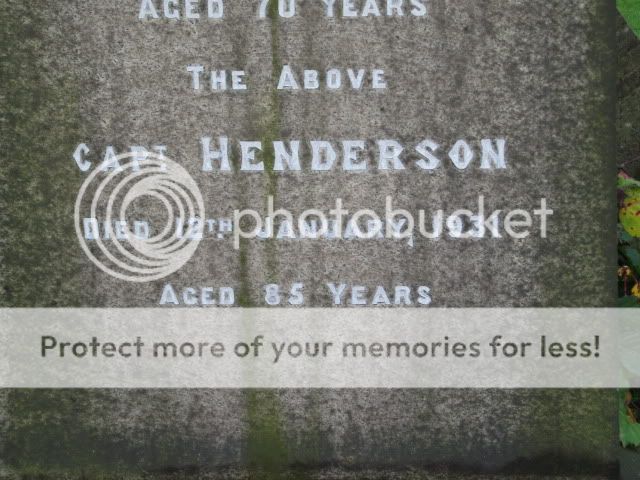 AGED 70 YEARS
THE ABOVE
CAPT HENDERSON
DIED 12TH JANUARY, 1931
photobucket
AGED 85 YEARS
Protect more of your memories for less!